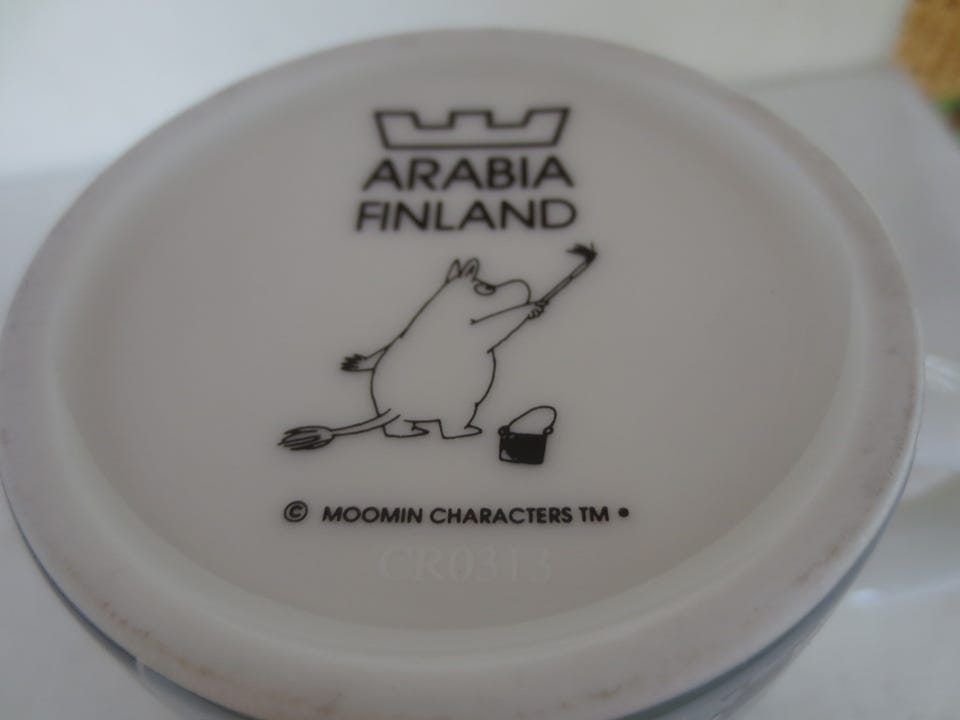 ARABIA
FINLAND
© MOOMIN CHARACTERS TM •
CR0313